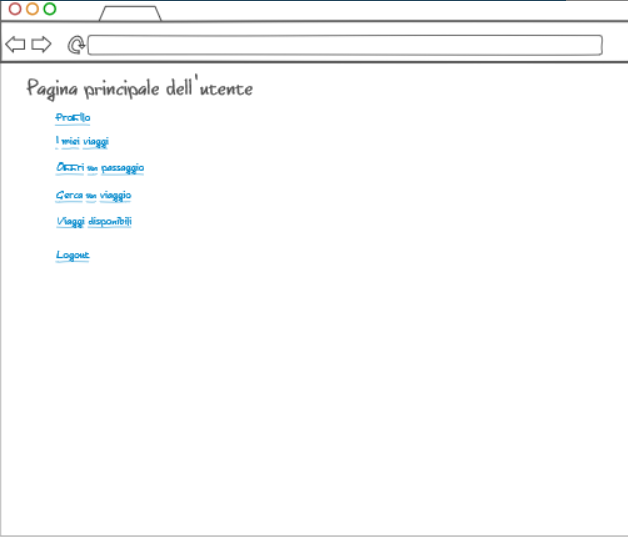 Pagina principale dell'utente
Profilo
I miei viaggi
Offri un passaggio
Cerca un viaggio
Viaggi disponibili
Logout